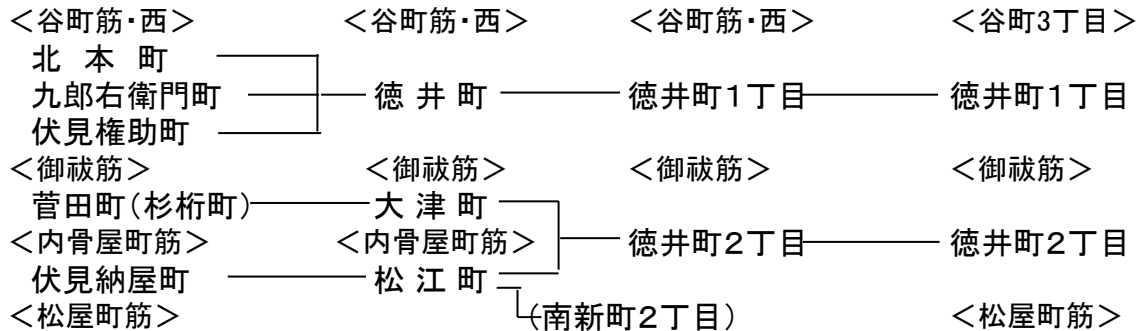 ＜谷町筋・西＞ ＜谷町筋・西＞ ＜谷町筋・西＞ ＜谷町3丁目＞
北本町
九郎右衛門町 徳井町 徳井町１丁目 徳井町１丁目
伏見権助町
＜御祓筋＞ ＜御祓筋＞ ＜御祓筋＞ ＜御祓筋＞
菅田町(杉桁町) 大津町
＜内骨屋町筋＞ ＜内骨屋町筋＞ 徳井町２丁目 徳井町２丁目
伏見納屋町 松江町
＜松屋町筋＞ (南新町２丁目) ＜松屋町筋＞